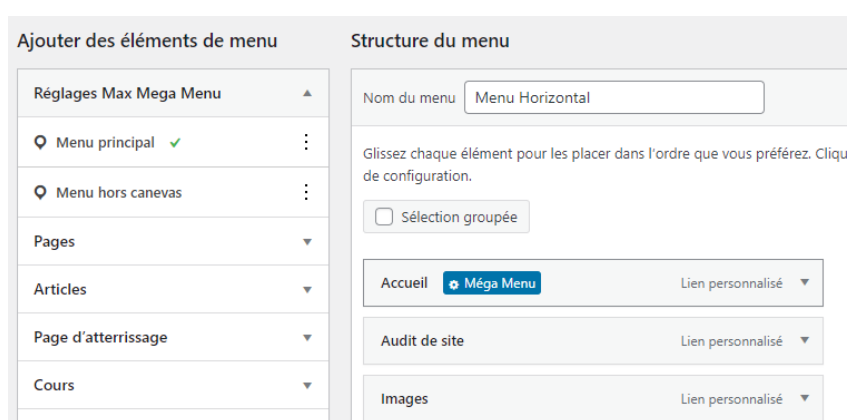 Ajouter des éléments de menu
Réglages Max Mega Menu
Menu principal
Menu hors canevas
Pages
Articles
Page d'atterrissage
Cours
Structure du menu
Nom du menu Menu Horizontal
Glissez chaque élément pour les placer dans l'ordre que vous préférez. Cliqu
de configuration.
Sélection groupée
Accueil Méga Menu Lien personnalisé
Audit de site Lien personnalisé
Images Lien personnalisé